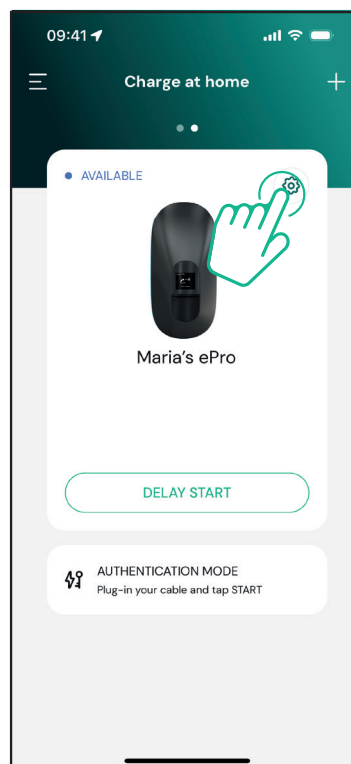 09:41
Charge at home
AVAILABLE
Maria's ePro
DELAY START
AUTHENTICATION MODE
Plug-in your cable and tap START